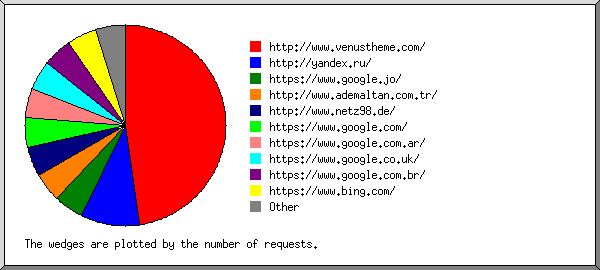 http://www.venustheme.com/
http://yandex.ru/
https://www.google.jo/
http://www.ademaltan.com.tr/
http://www.netz98.de/
https://www.google.com/
https://www.google.com.ar/
https://www.google.co.uk/
https://www.google.com.br/
https://www.bing.com/
Other
The wedges are plotted by the number of requests.